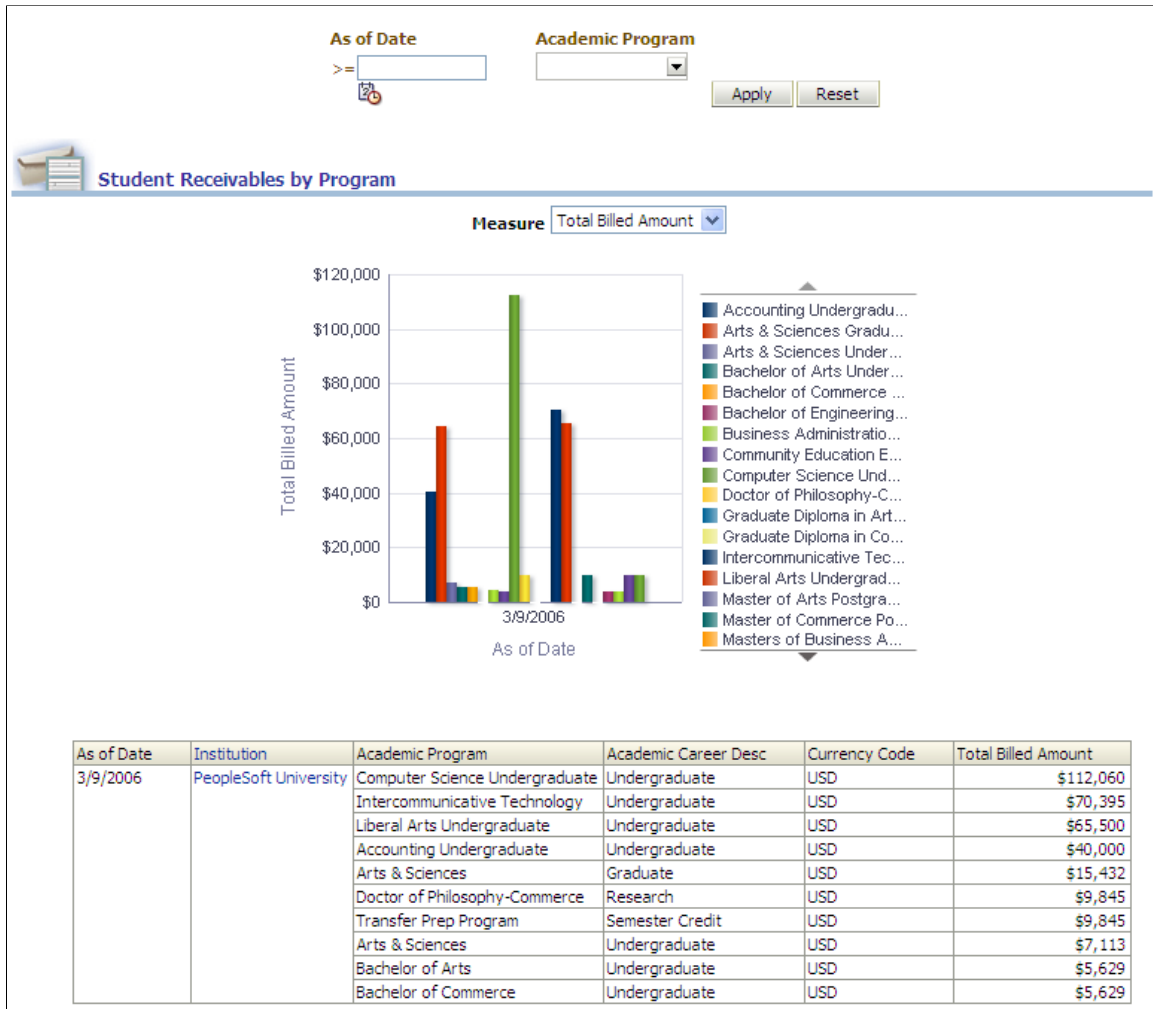 As of Date Academic Program
>=
Apply Reset
Student Receivables by Program
Measure Total Billed Amount
$120,000
$100,000
$80,000
$60,000
$40,000
$20,000
$0
Total Billed Amount
3/9/2006
As of Date
Accounting Undergradu...
Arts & Sciences Gradu...
Arts & Sciences Under...
Bachelor of Arts Under...
Bachelor of Commerce ...
Bachelor of Engineering...
Business Administratio...
Community Education E...
Computer Science Und...
Doctor of Philosophy-C...
Graduate Diploma in Art...
Graduate Diploma in Co...
Intercommunicative Tec...
Liberal Arts Undergrad...
Master of Arts Postgra...
Master of Commerce Po...
Masters of Business A...
As of Date Institution Academic Program Academic Career Desc Currency Code Total Billed Amount
3/9/2006 PeopleSoft University Computer Science Undergraduate Undergraduate USD $112,060
Intercommunicative Technology Undergraduate USD $70,395
Liberal Arts Undergraduate Undergraduate USD $65,500
Accounting Undergraduate Undergraduate USD $40,000
Arts & Sciences Graduate USD $15,432
Doctor of Philosophy-Commerce Research USD $9,845
Transfer Prep Program Semester Credit USD $9,845
Arts & Sciences Undergraduate USD $7,113
Bachelor of Arts Undergraduate USD $5,629
Bachelor of Commerce Undergraduate USD $5,629